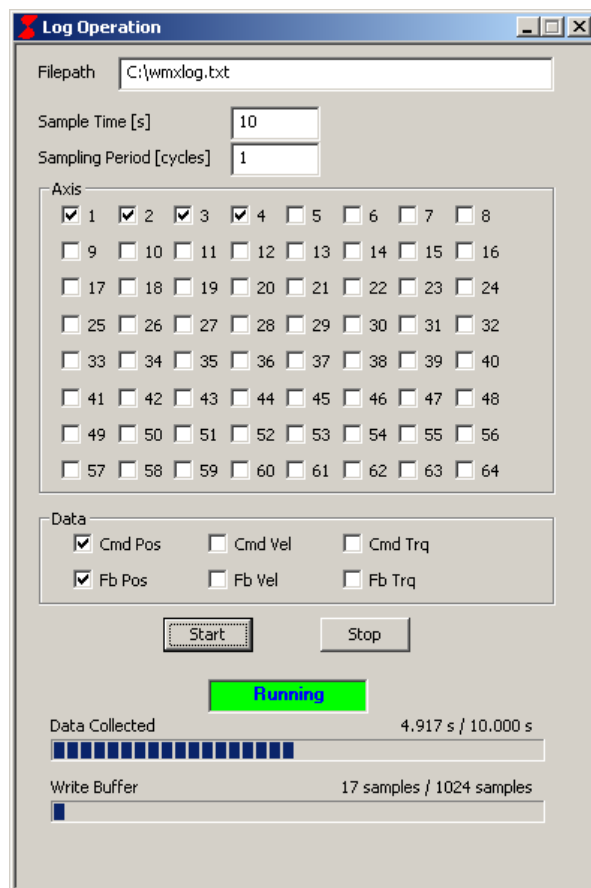 Log Operation
Filepath C:\wmxlog.txt
Sample Time [s] 10
Sampling Period [cycles] 1
Axis
1 2 3 4 5 6 7 8
9 10 11 12 13 14 15 16
17 18 19 20 21 22 23 24
25 26 27 28 29 30 31 32
33 34 35 36 37 38 39 40
41 42 43 44 45 46 47 48
49 50 51 52 53 54 55 56
57 58 59 60 61 62 63 64
Data
Cmd Pos Cmd Vel Cmd Trq
Fb Pos Fb Vel Fb Trq
Start Stop
Running
Data Collected 4.917 s / 10.000 s
Write Buffer 17 samples / 1024 samples